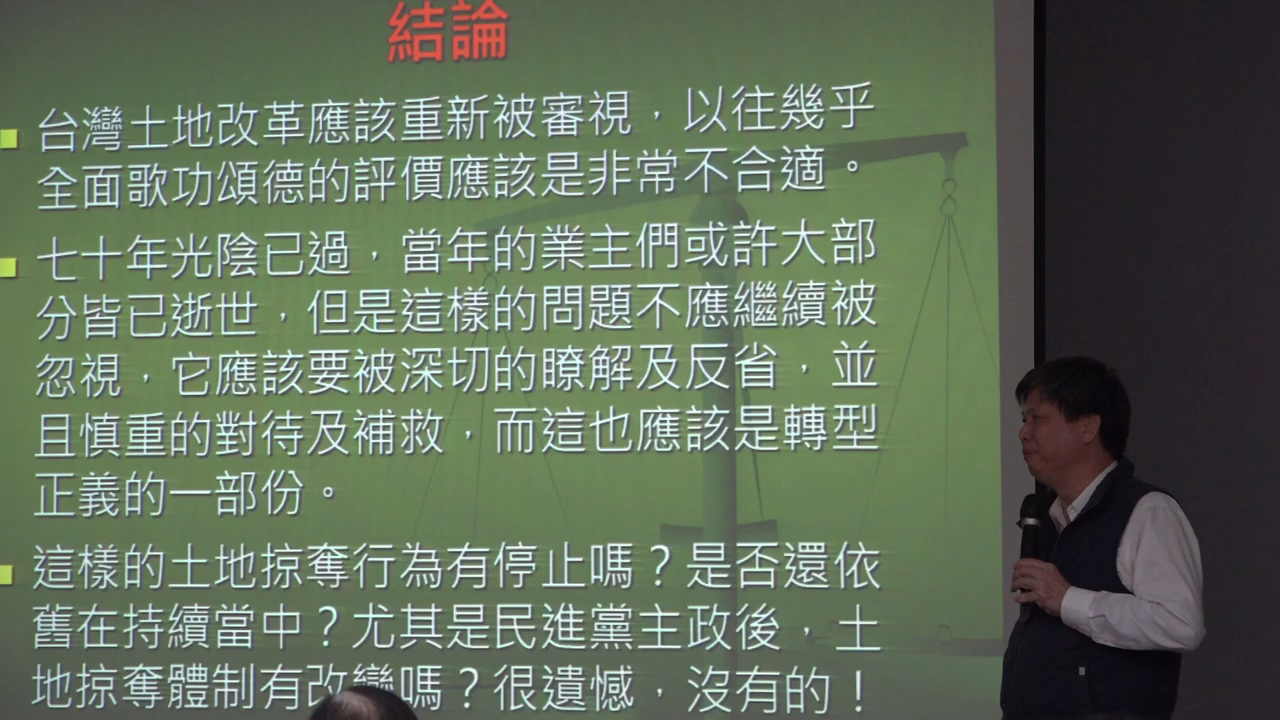 結論
台灣土地改革應該重新被審視，以往幾乎
全面歌功頌德的評價應該是非常不合適。
七十年光陰已過，當年的業主們或許大部
分皆已逝世，但是這樣的問題不應繼續被
忽視，它應該要被深切的瞭解及反省，並
且慎重的對待及補救，而這也應該是轉型
正義的一部份。
這樣的土地掠奪行為有停止嗎？是否還依
舊在持續當中？尤其是民進黨主政後，土
地掠奪體制有改變嗎？很遺憾，沒有的！